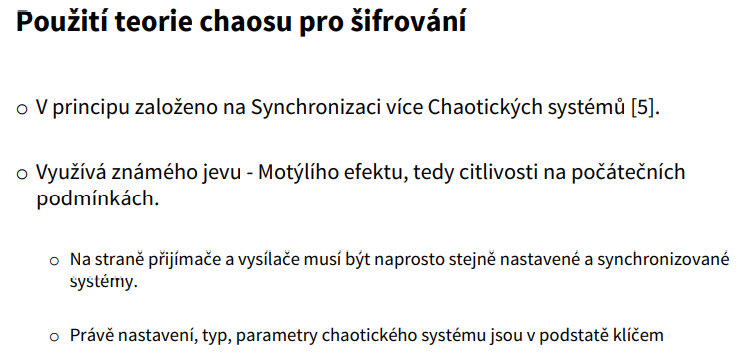 Použití teorie chaosu pro šifrování
○ V principu založeno na Synchronizaci více Chaotických systémů [5].
○ Využívá známého jevu - Motýlího efektu, tedy citlivosti na počátečních
podmínkách.
○ Na straně přijímače a vysílače musí být naprosto stejně nastavené a synchronizované
systémy.
○ Právě nastavení, typ, parametry chaotického systému jsou v podstatě klíčem